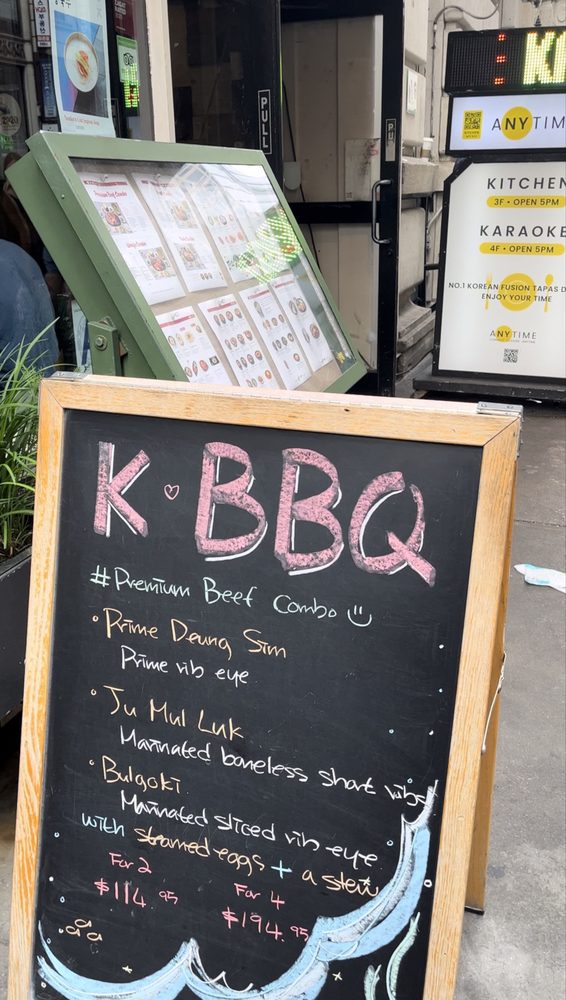 PULL
KA
ANYTIM
KITCHEN
3F • OPEN 5PM
KARAOKE
4F • OPEN 5PM
NO.1 KOREAN FUSION TAPAS
ENJOY YOUR TIME
ANYTIME
K♡BBQ
#Premium Beef Combo
• Prime Deung Sim
Prime rib eye
• Ju Mul Luk
Marinated boneless short ribs
• Bulgoki
Marinated sliced rib eye
with steamed eggs + a stew
For 2
$114.95
For 4
$194.95